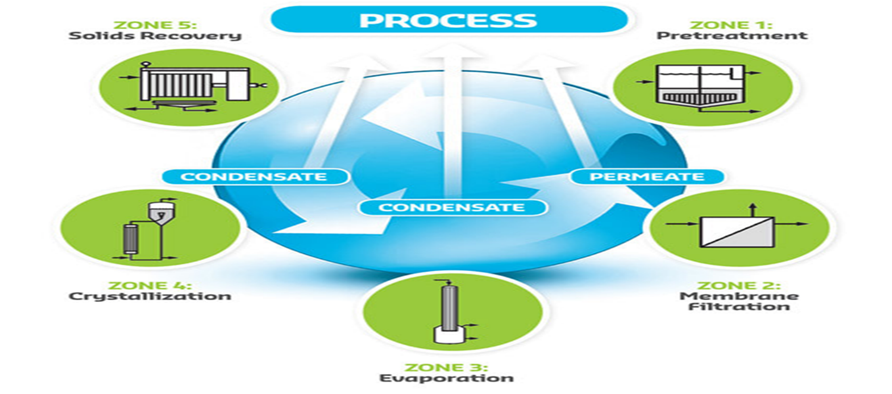 PROCESS
ZONE 5:
Solids Recovery
ZONE 1:
Pretreatment
CONDENSATE
CONDENSATE
PERMEATE
ZONE 4:
Crystallization
ZONE 2:
Membrane
Filtration
ZONE 3:
Evaporation